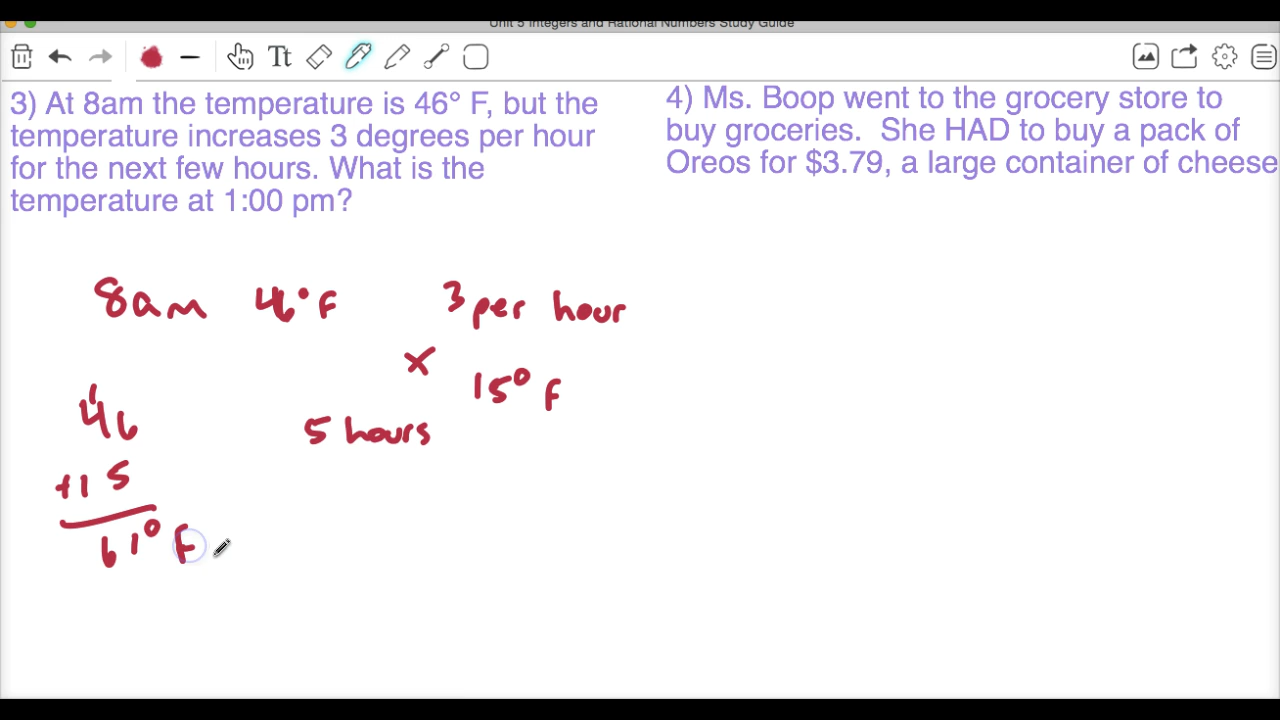 Unit 5 Integers and Rational Numbers Study Guide
Tt
3) At 8am the temperature is 46° F, but the
temperature increases 3 degrees per hour
for the next few hours. What is the
temperature at 1:00 pm?
4) Ms. Boop went to the grocery store to
buy groceries.  She HAD to buy a pack of
Oreos for $3.79, a large container of cheese
8am 46°F 3 per hour
x
15° F
5 hours
1
46
+15
61° F